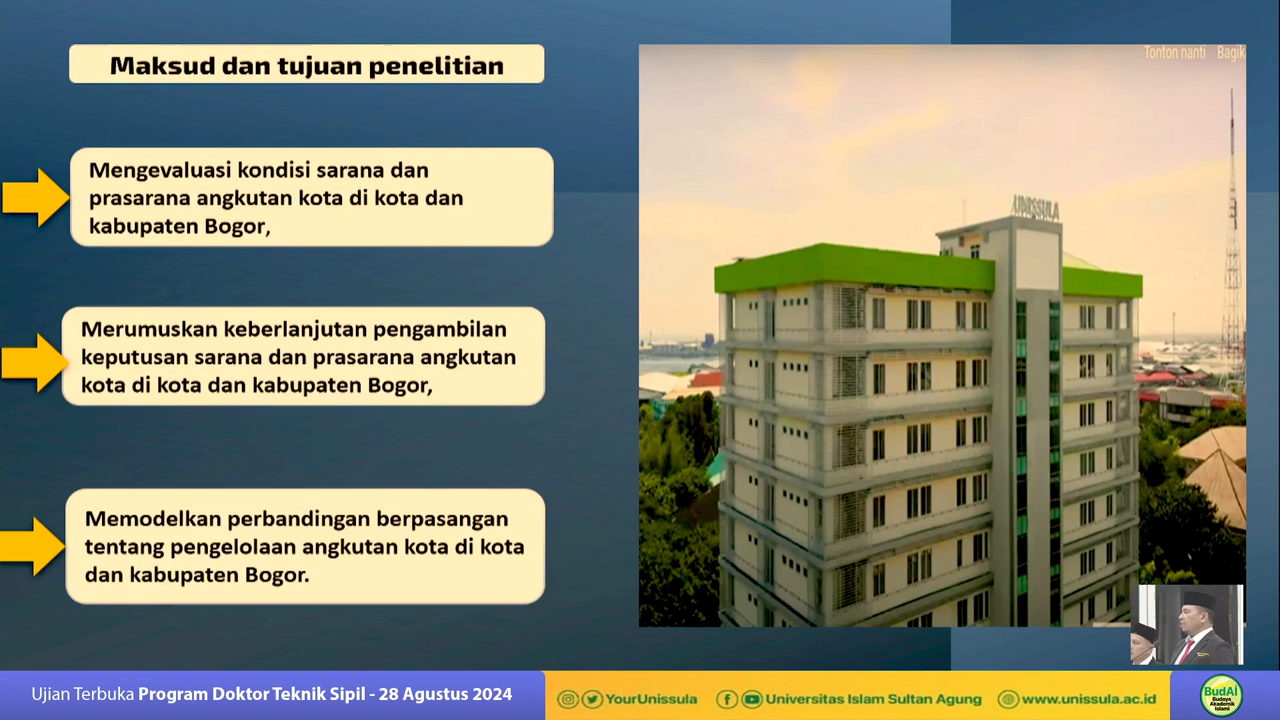 Maksud dan tujuan penelitian
Mengevaluasi kondisi sarana dan
prasarana angkutan kota di kota dan
kabupaten Bogor,
Merumuskan keberlanjutan pengambilan
keputusan sarana dan prasarana angkutan
kota di kota dan kabupaten Bogor,
Memodelkan perbandingan berpasangan
tentang pengelolaan angkutan kota di kota
dan kabupaten Bogor.
Tonton nanti Bagik
UNISSULA
Ujian Terbuka Program Doktor Teknik Sipil - 28 Agustus 2024
YourUnissula
Universitas Islam Sultan Agung
www.unissula.ac.id
BudAI
Budaya
Akademik
Islami